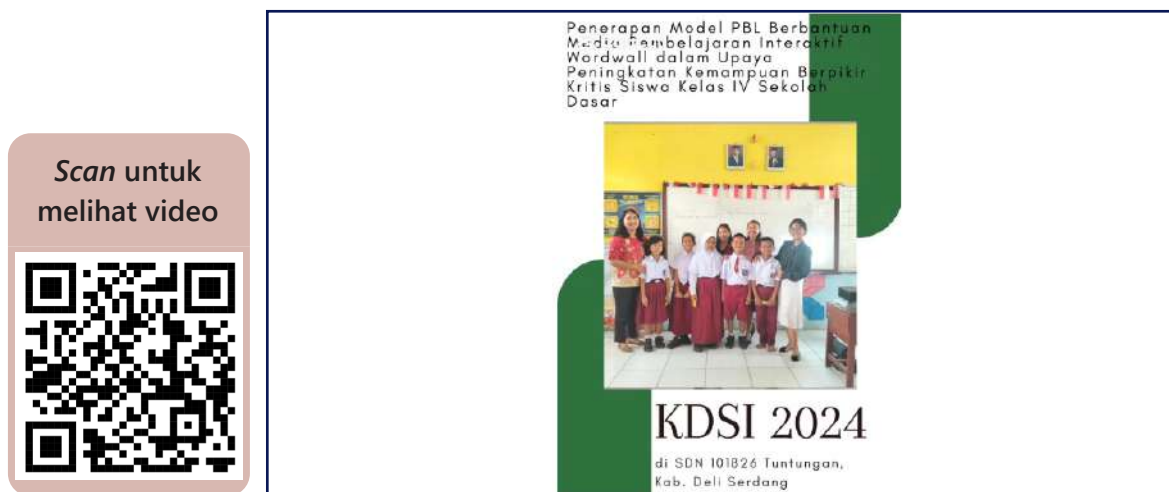 Scan untuk
melihat video
Penerapan Model PBL Berbantuan
Media Pembelajaran Interaktif
Wordwall dalam Upaya
Peningkatan Kemampuan Berpikir
Kritis Siswa Kelas IV Sekolah
Dasar
KDSI 2024
di SDN 101826 Tuntungan,
Kab. Deli Serdang